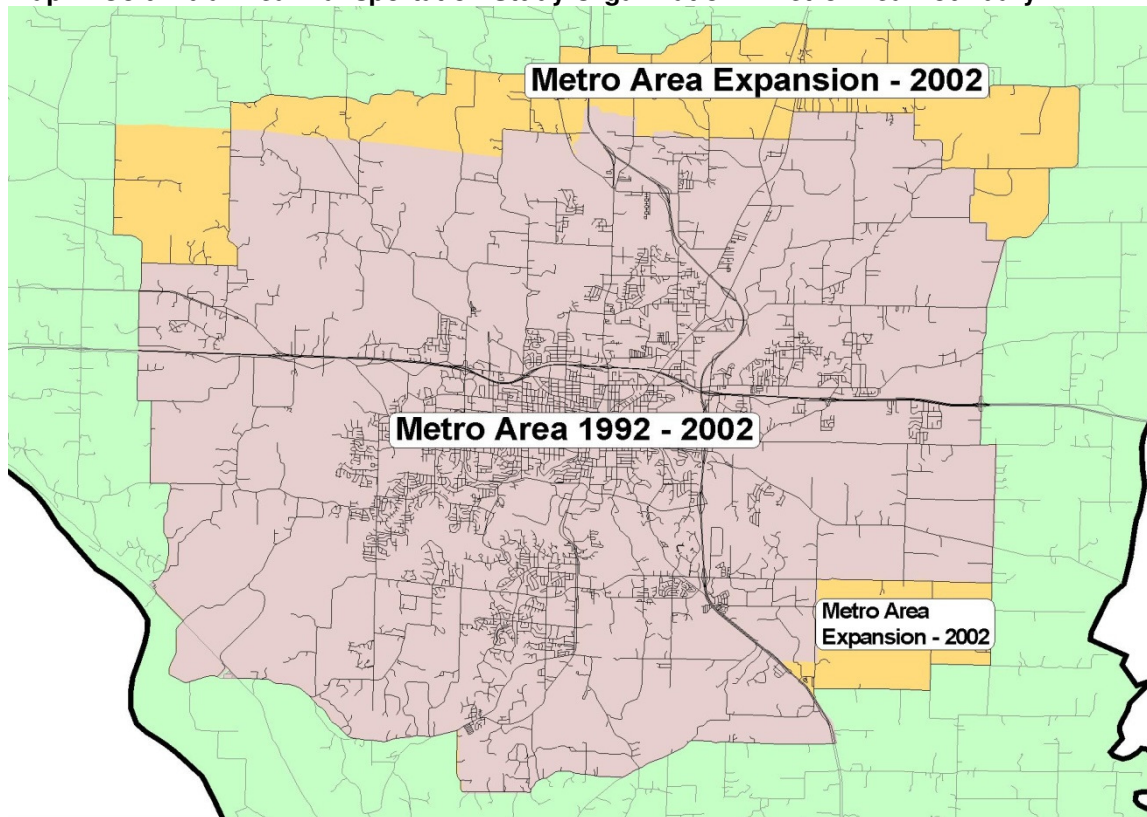 Metro Area Expansion - 2002
Metro Area 1992 - 2002
Metro Area
Expansion - 2002